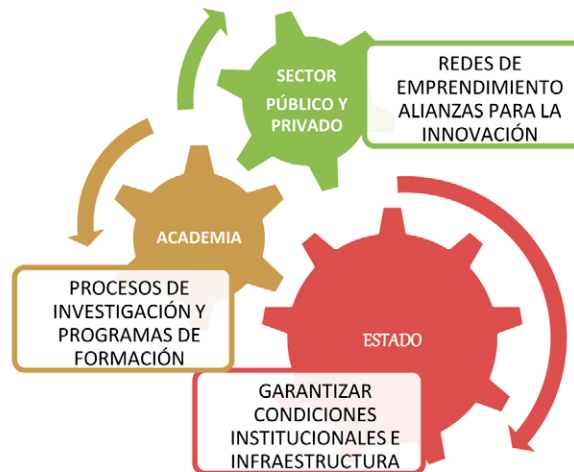 SECTOR
PÚBLICO Y
PRIVADO
REDES DE
EMPRENDIMIENTO
ALIANZAS PARA LA
INNOVACIÓN
ACADEMIA
PROCESOS DE
INVESTIGACIÓN Y
PROGRAMAS DE
FORMACIÓN
ESTADO
GARANTIZAR
CONDICIONES
INSTITUCIONALES E
INFRAESTRUCTURA